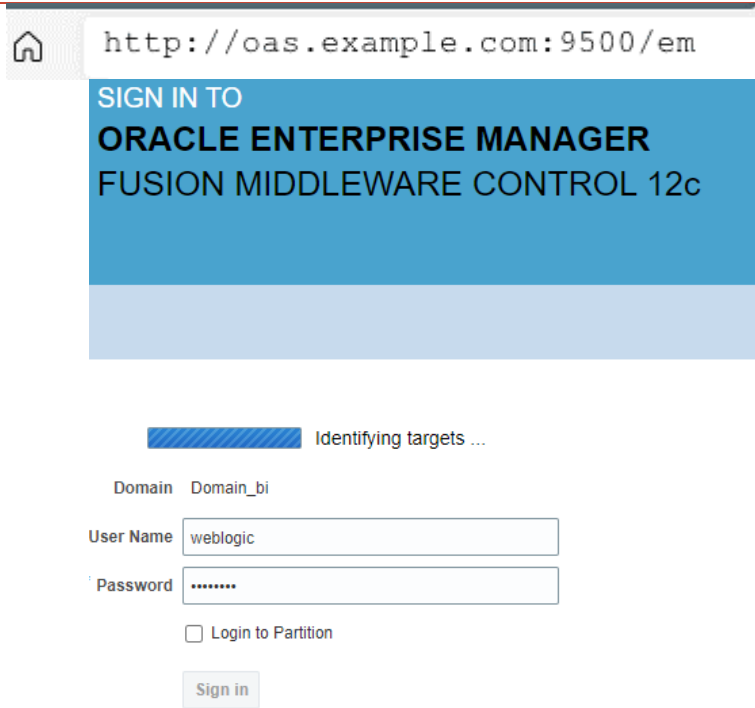 http://oas.example.com:9500/em
SIGN IN TO
ORACLE ENTERPRISE MANAGER
FUSION MIDDLEWARE CONTROL 12c
Identifying targets ...
Domain Domain_bi
User Name weblogic
Password ••••••••
Login to Partition
Sign in